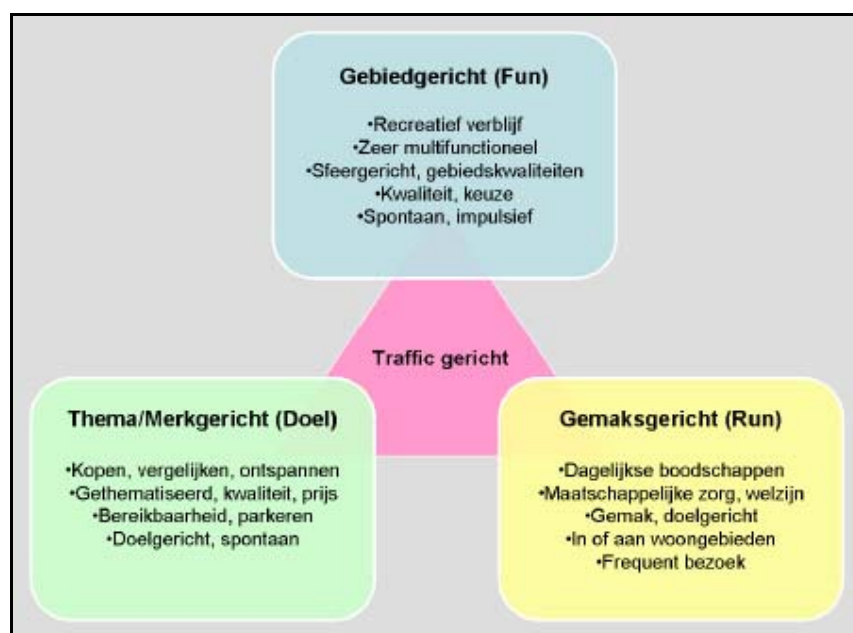 Gebiedgericht (Fun)
•Recreatief verblijf
•Zeer multifunctioneel
•Sfeergericht, gebiedskwaliteiten
•Kwaliteit, keuze
•Spontaan, impulsief
Traffic gericht
Thema/Merkgericht (Doel)
•Kopen, vergelijken, ontspannen
•Gethematiseerd, kwaliteit, prijs
•Bereikbaarheid, parkeren
•Doelgericht, spontaan
Gemaksgericht (Run)
•Dagelijkse boodschappen
•Maatschappelijke zorg, welzijn
•Gemak, doelgericht
•In of aan woongebieden
•Frequent bezoek